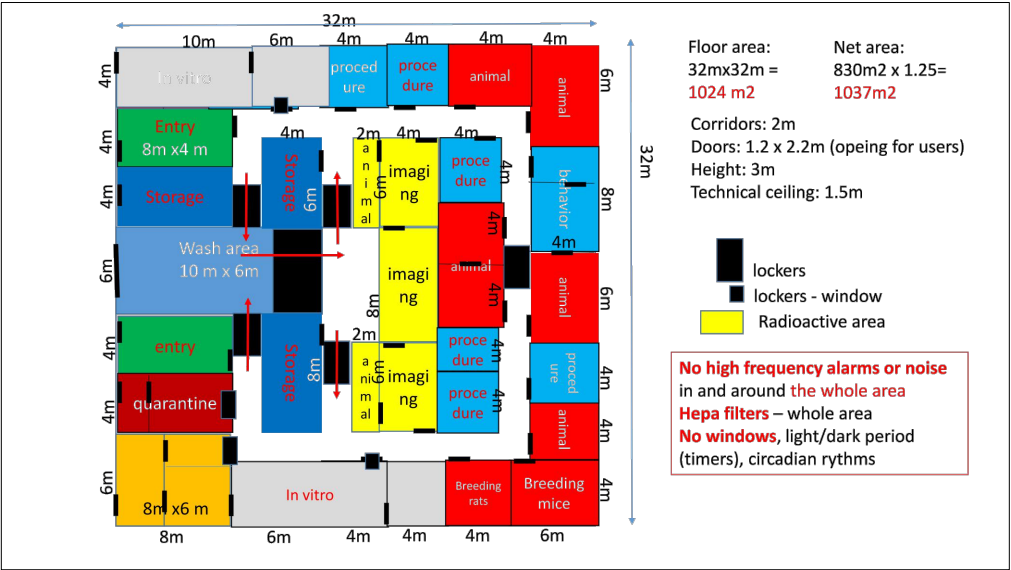 32m
10m
6m
4m
4m
4m
4m
4m
In vitro
proced
ure
proce
dure
animal
animal
6m
4m
Entry
8m x4 m
4m
Storage
4m
Storage
6m
2m
4m
4m
a
n
i
m
al
6m
imagi
ng
proce
dure
4m
behavior
8m
4m
32m
6m
Wash area
10 m x 6m
imagi
ng
8m
4m
animal
4m
animal
6m
4m
entry
Storage
8m
2m
animal
6m
imagi
ng
proce
dure
4m
proce
dure
4m
proced
ure
4m
animal
4m
4m
quarantine
6m
8m x6 m
8m
In vitro
6m
4m
4m
Breeding
rats
4m
Breeding
mice
6m
4m
Floor area:
32mx32m =
1024 m2
Net area:
830m2 x 1.25=
1037m2
Corridors: 2m
Doors: 1.2 x 2.2m (opeing for users)
Height: 3m
Technical ceiling: 1.5m
lockers
lockers - window
Radioactive area
No high frequency alarms or noise
in and around the whole area
Hepa filters – whole area
No windows, light/dark period
(timers), circadian rythms